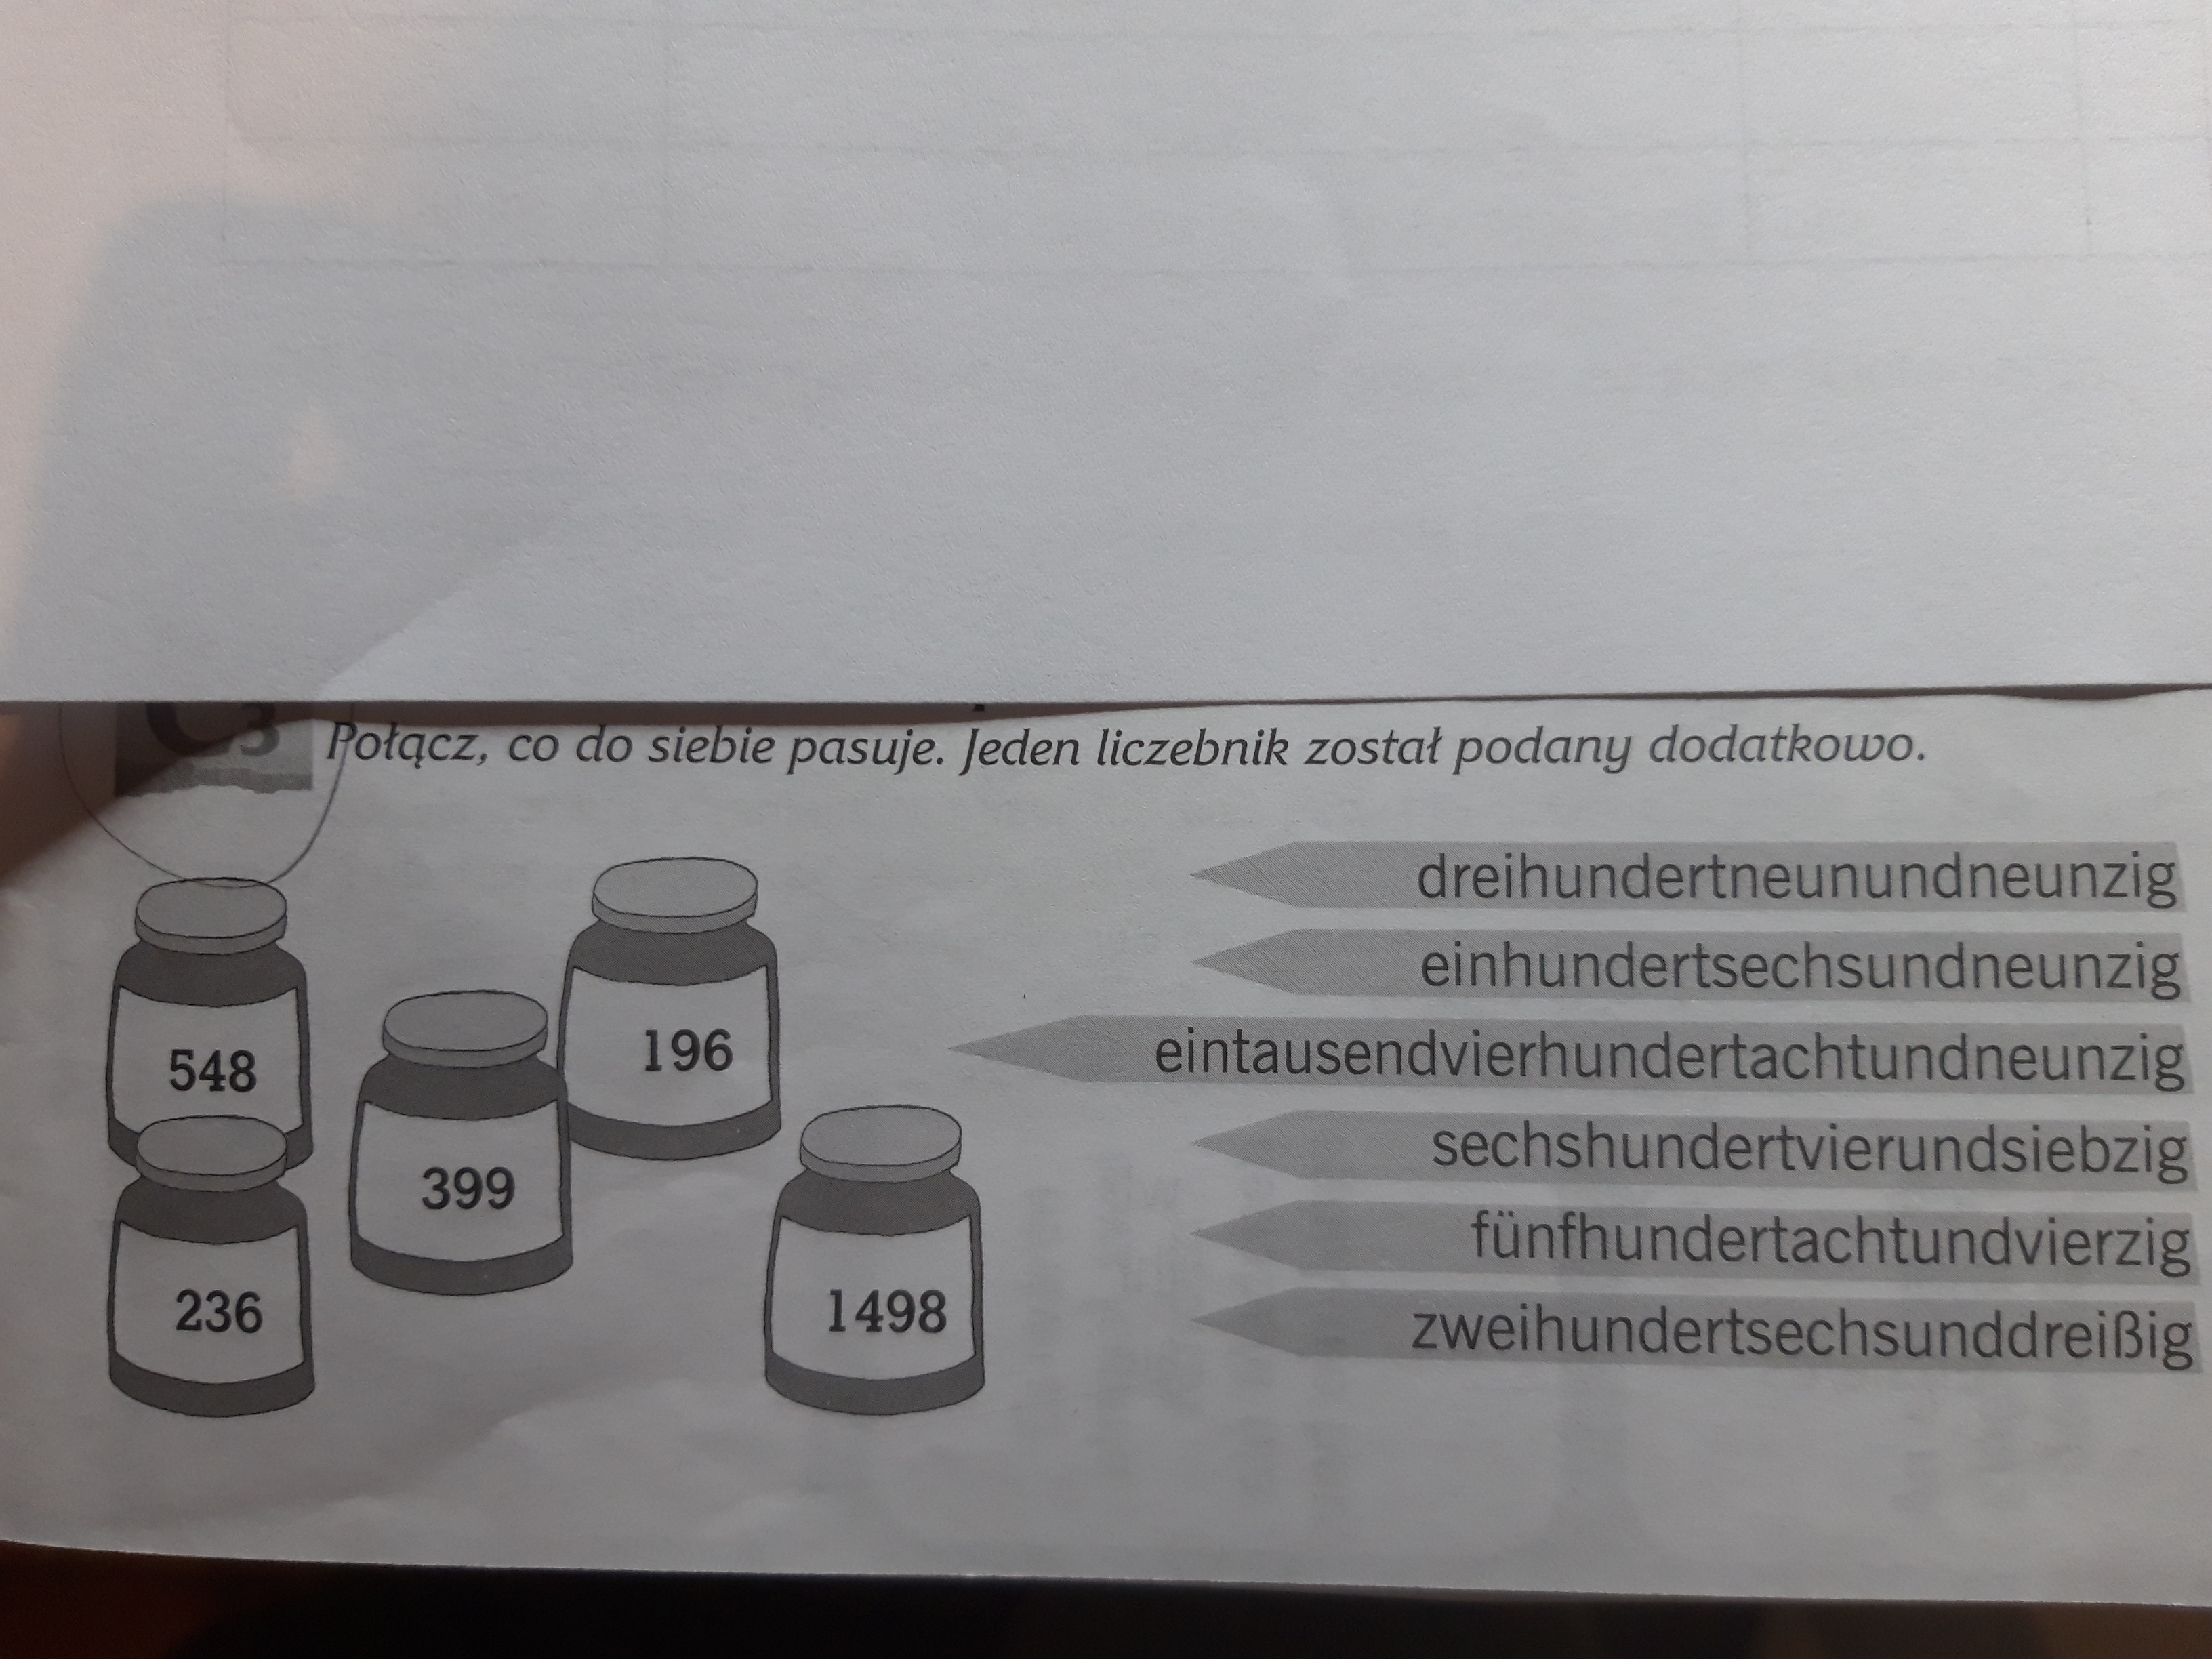 C3 Połącz, co do siebie pasuje. Jeden liczebnik został podany dodatkowo.
548
399
196
236
1498
dreihundertneunundneunzig
einhundertsechsundneunzig
eintausendvierhundertachtundneunzig
sechshundertvierundsiebzig
fünfhundertachtundvierzig
zweihundertsechsunddreißig